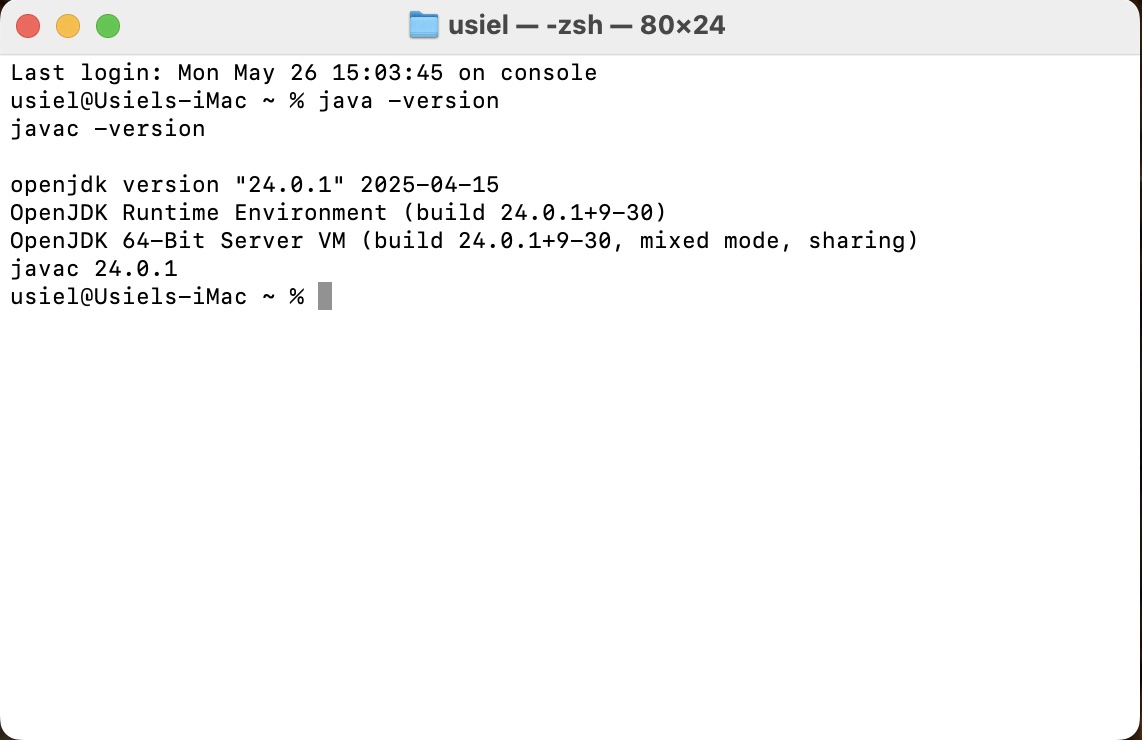 usiel — -zsh — 80×24
Last login: Mon May 26 15:03:45 on console
usiel@Usiels-iMac ~ % java -version
javac -version
openjdk version "24.0.1" 2025-04-15
OpenJDK Runtime Environment (build 24.0.1+9-30)
OpenJDK 64-Bit Server VM (build 24.0.1+9-30, mixed mode, sharing)
javac 24.0.1
usiel@Usiels-iMac ~ %